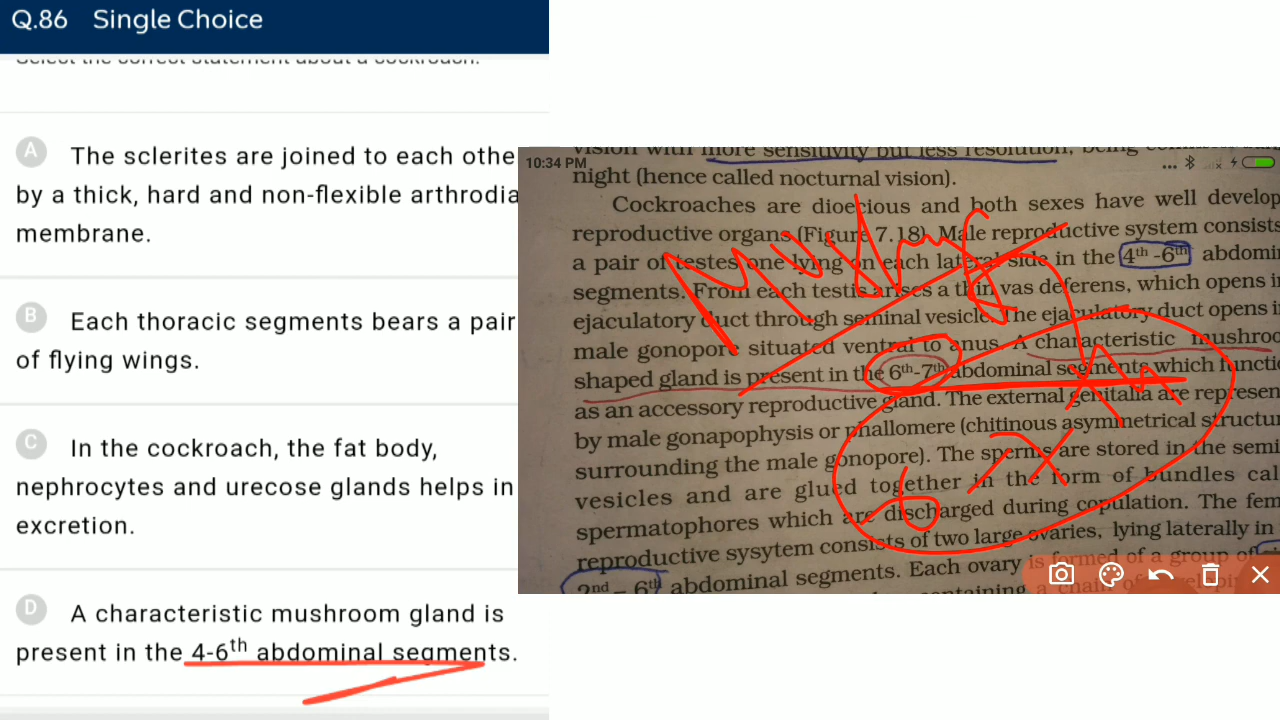 Q.86 Single Choice
Select the correct statement about a cockroach.
A The sclerites are joined to each othe
by a thick, hard and non-flexible arthrodia
membrane.
B Each thoracic segments bears a pair
of flying wings.
C In the cockroach, the fat body,
nephrocytes and urecose glands helps in
excretion.
D A characteristic mushroom gland is
present in the 4-6th abdominal segments.
10:34 PM
vision with more sensitivity but less resolution, being
night (hence called nocturnal vision).
Cockroaches are dioecious and both sexes have well develop
reproductive organs (Figure 7.18). Male reproductive system consists
a pair of testes one lying on each lateral side in the 4th -6th abdomi
segments. From each testis arises a thin vas deferens, which opens i
ejaculatory duct through seminal vesicle. The ejaculatory duct opens i
male gonopore situated ventral to anus. A characteristic mushroo
shaped gland is present in the 6th-7th abdominal segments which functi
as an accessory reproductive gland. The external genitalia are represen
by male gonapophysis or phallomere (chitinous asymmetrical structur
surrounding the male gonopore). The sperms are stored in the semi
vesicles and are glued together in the form of bundles cal
spermatophores which are discharged during copulation. The fem
reproductive sysytem consists of two large ovaries, lying laterally in
2nd – 6th abdominal segments. Each ovary is formed of a group of
containing a chain of